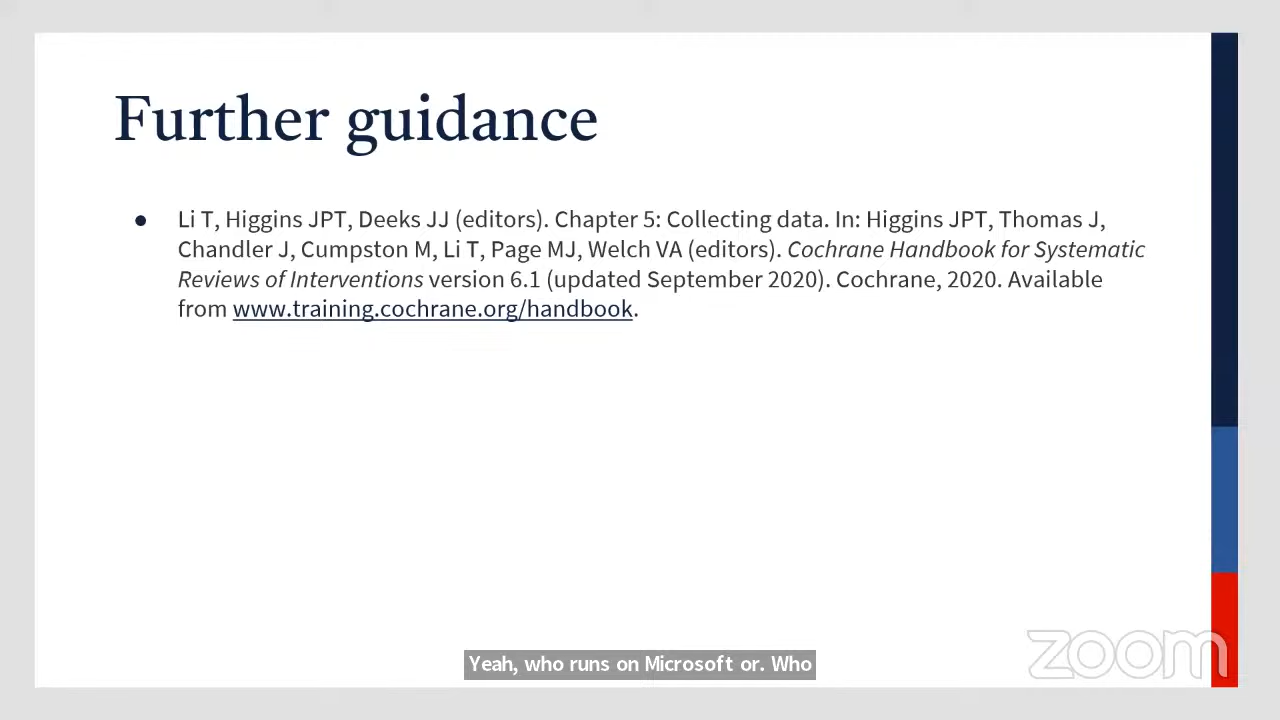 Further guidance
● Li T, Higgins JPT, Deeks JJ (editors). Chapter 5: Collecting data. In: Higgins JPT, Thomas J,
Chandler J, Cumpston M, Li T, Page MJ, Welch VA (editors). Cochrane Handbook for Systematic
Reviews of Interventions version 6.1 (updated September 2020). Cochrane, 2020. Available
from www.training.cochrane.org/handbook.
Yeah, who runs on Microsoft or. Who
zoom